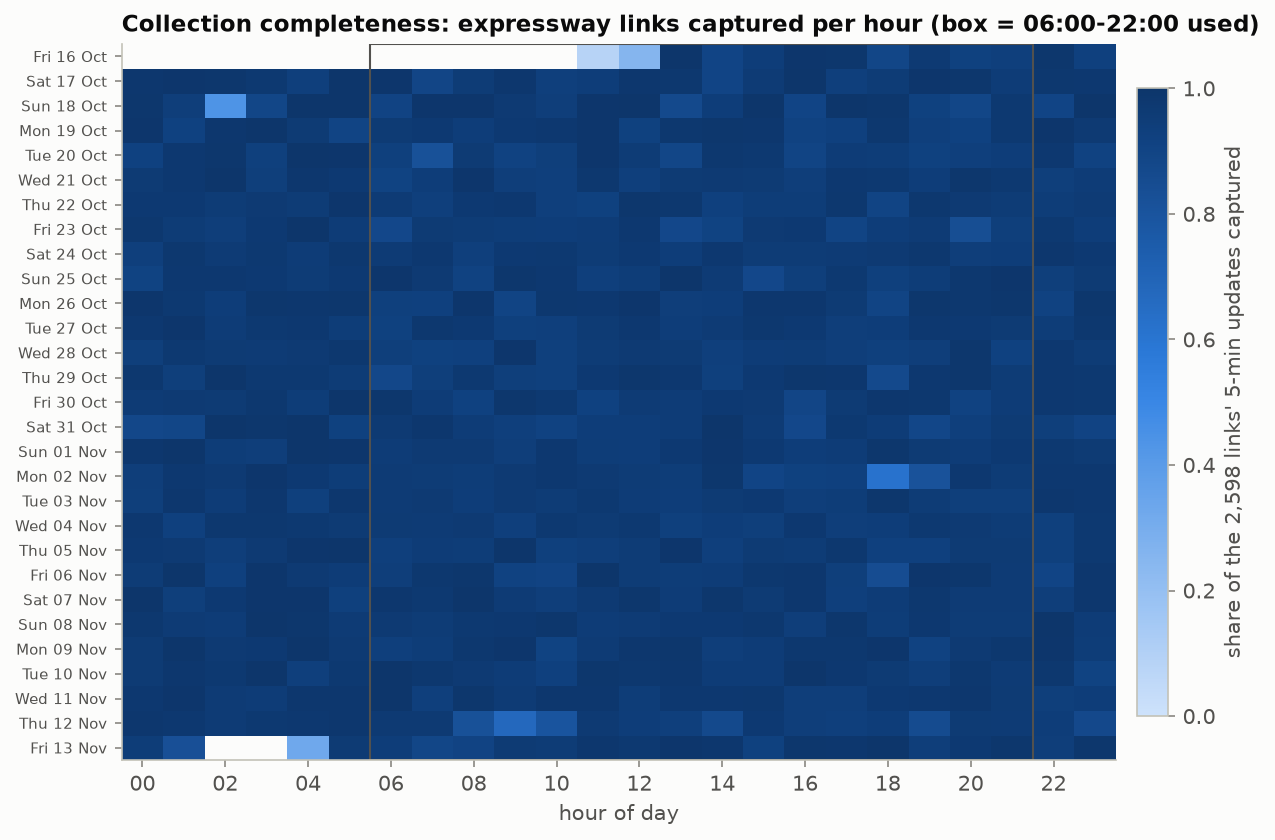 Collection completeness: expressway links captured per hour (box = 06:00-22:00 used)
Fri 16 Oct
Sat 17 Oct
Sun 18 Oct
Mon 19 Oct
Tue 20 Oct
Wed 21 Oct
Thu 22 Oct
Fri 23 Oct
Sat 24 Oct
Sun 25 Oct
Mon 26 Oct
Tue 27 Oct
Wed 28 Oct
Thu 29 Oct
Fri 30 Oct
Sat 31 Oct
Sun 01 Nov
Mon 02 Nov
Tue 03 Nov
Wed 04 Nov
Thu 05 Nov
Fri 06 Nov
Sat 07 Nov
Sun 08 Nov
Mon 09 Nov
Tue 10 Nov
Wed 11 Nov
Thu 12 Nov
Fri 13 Nov
00 02 04 06 08 10 12 14 16 18 20 22
hour of day
1.0
0.8
0.6
0.4
0.2
0.0
share of the 2,598 links' 5-min updates captured